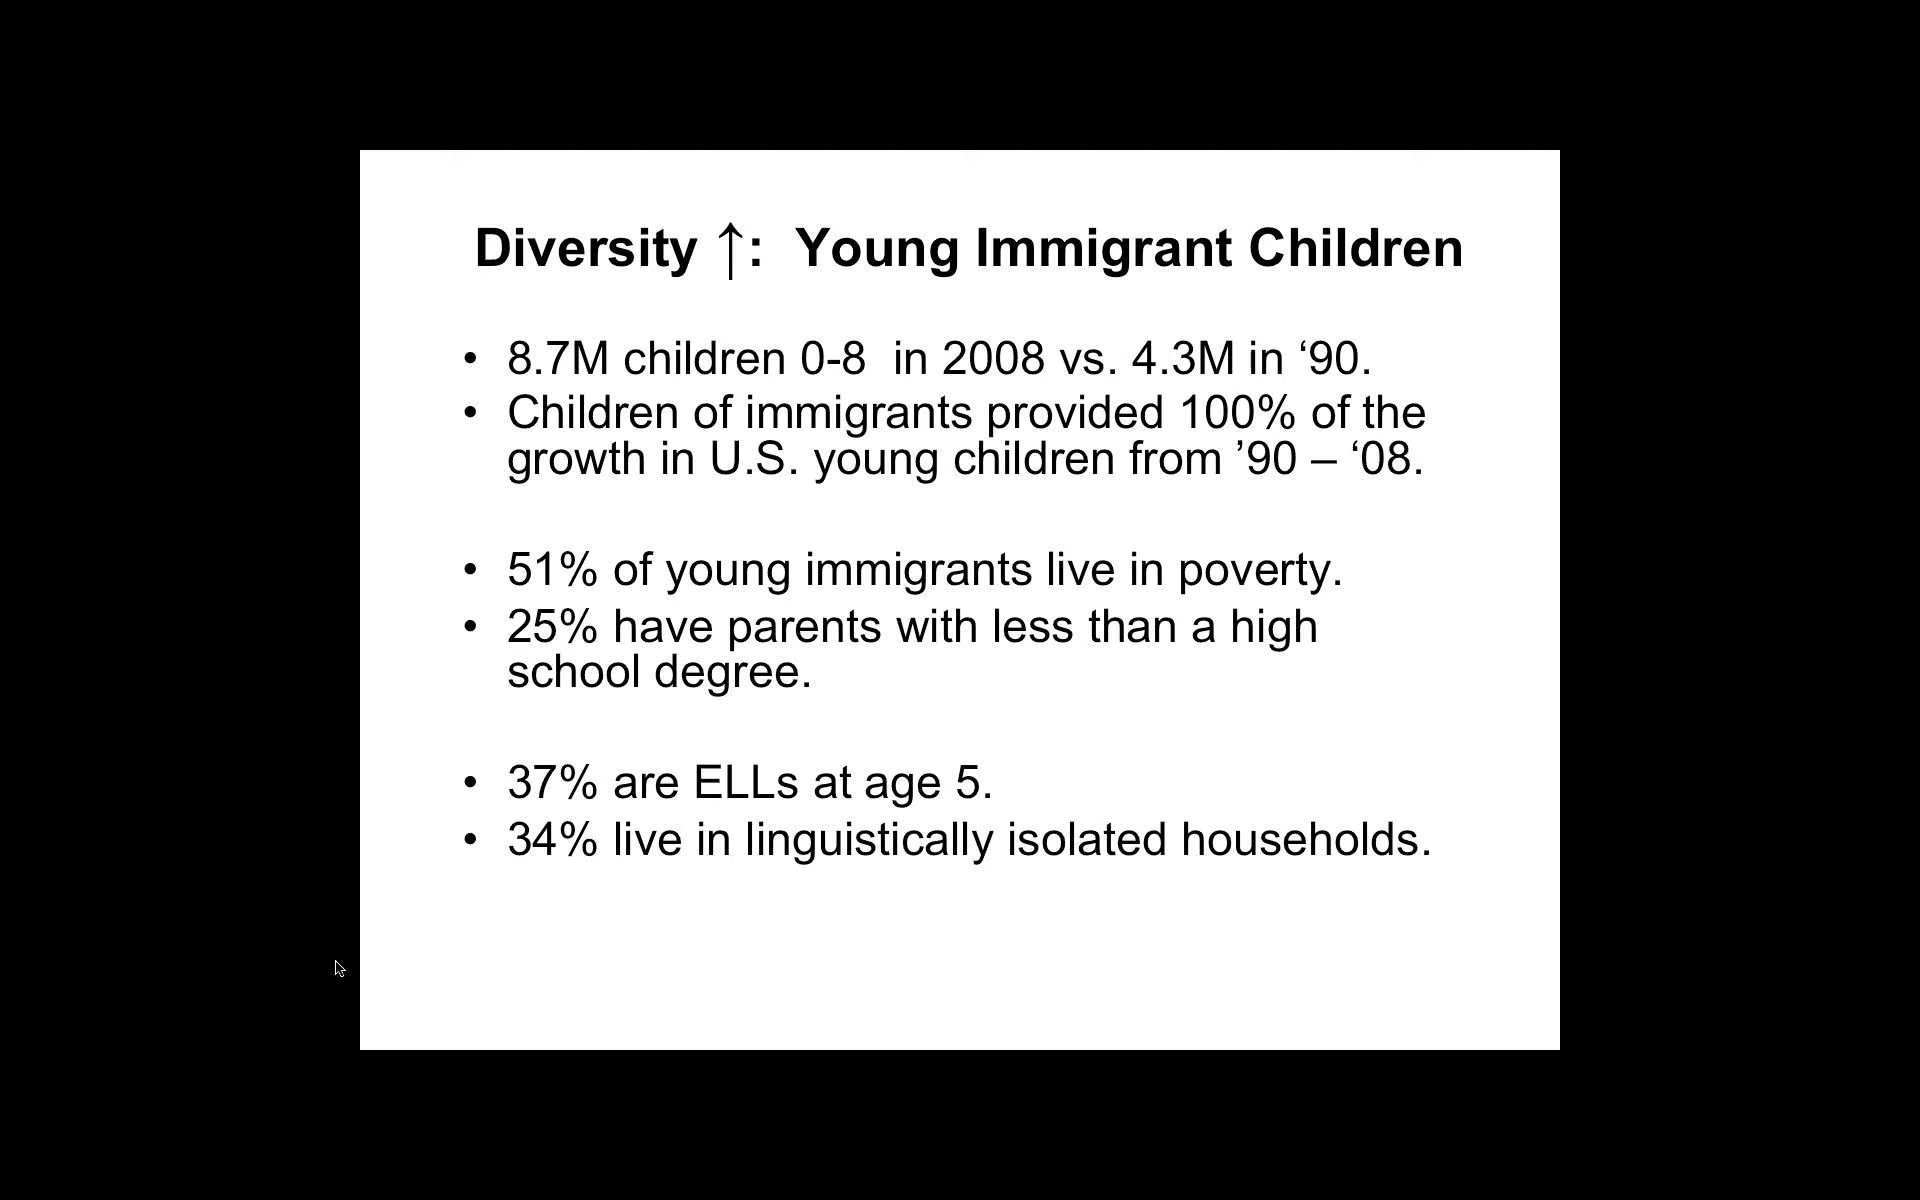 Diversity ↑:  Young Immigrant Children
• 8.7M children 0-8  in 2008 vs. 4.3M in ‘90.
• Children of immigrants provided 100% of the
growth in U.S. young children from ’90 – ‘08.
• 51% of young immigrants live in poverty.
• 25% have parents with less than a high
school degree.
• 37% are ELLs at age 5.
• 34% live in linguistically isolated households.